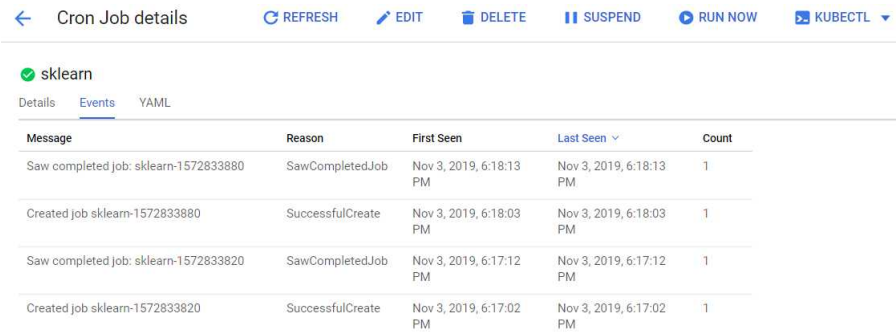 Cron Job details REFRESH EDIT DELETE SUSPEND RUN NOW KUBECTL
sklearn
Details Events YAML
Message Reason First Seen Last Seen Count
Saw completed job: sklearn-1572833880 SawCompletedJob Nov 3, 2019, 6:18:13 PM Nov 3, 2019, 6:18:13 PM 1
Created job sklearn-1572833880 SuccessfulCreate Nov 3, 2019, 6:18:03 PM Nov 3, 2019, 6:18:03 PM 1
Saw completed job: sklearn-1572833820 SawCompletedJob Nov 3, 2019, 6:17:12 PM Nov 3, 2019, 6:17:12 PM 1
Created job sklearn-1572833820 SuccessfulCreate Nov 3, 2019, 6:17:02 PM Nov 3, 2019, 6:17:02 PM 1